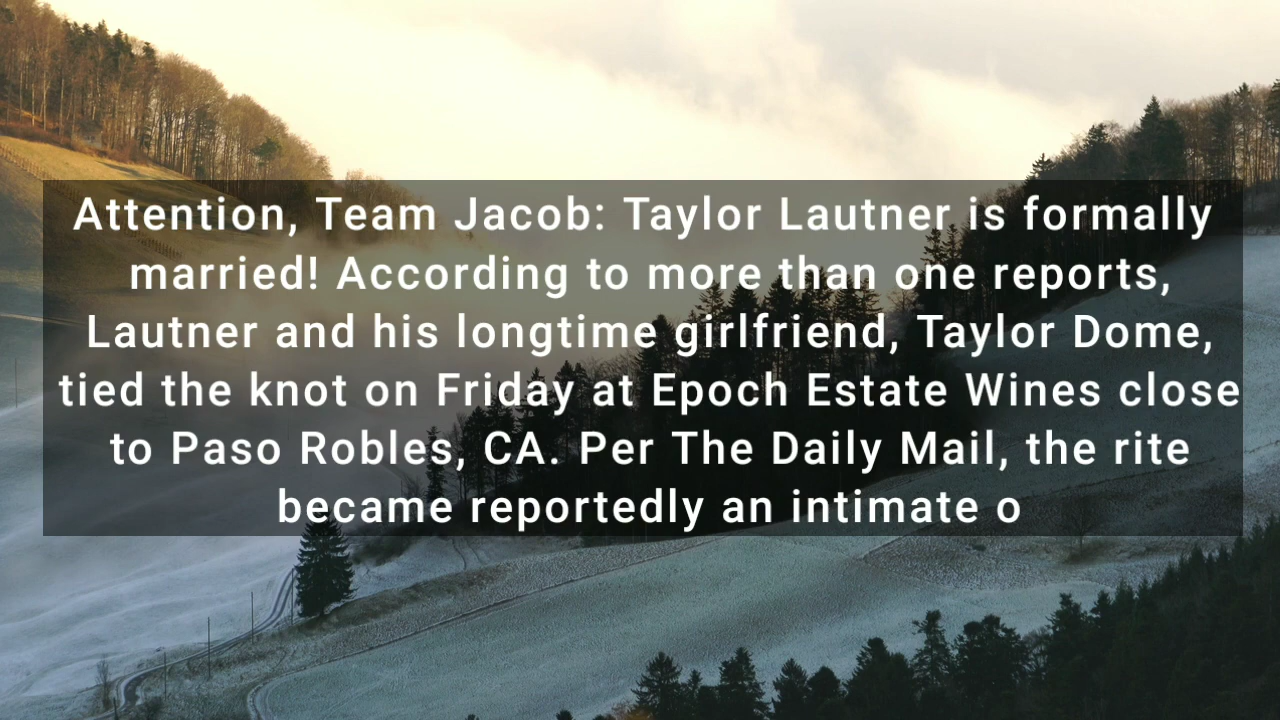 Attention, Team Jacob: Taylor Lautner is formally
married! According to more than one reports,
Lautner and his longtime girlfriend, Taylor Dome,
tied the knot on Friday at Epoch Estate Wines close
to Paso Robles, CA. Per The Daily Mail, the rite
became reportedly an intimate o